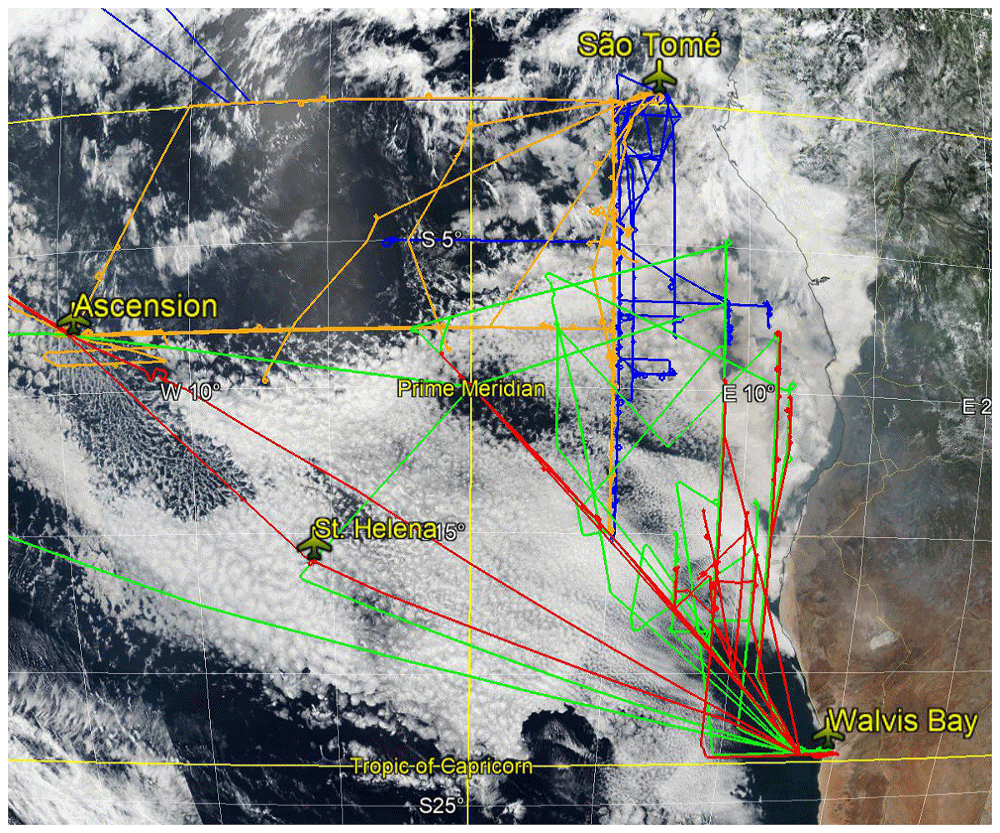 São Tomé
S 5°
Ascension
Prime Meridian
W 10°
E 10°
E 2
St. Helena
15°
Walvis Bay
Tropic of Capricorn
S25°